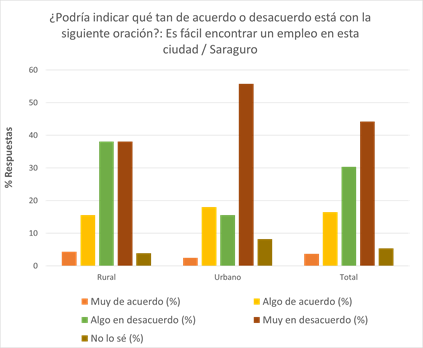 ¿Podría indicar qué tan de acuerdo o desacuerdo está con la
siguiente oración?: Es fácil encontrar un empleo en esta
ciudad / Saraguro
60
50
40
30
20
10
0
% Respuestas
Rural Urbano Total
Muy de acuerdo (%) Algo de acuerdo (%)
Algo en desacuerdo (%) Muy en desacuerdo (%)
No lo sé (%)